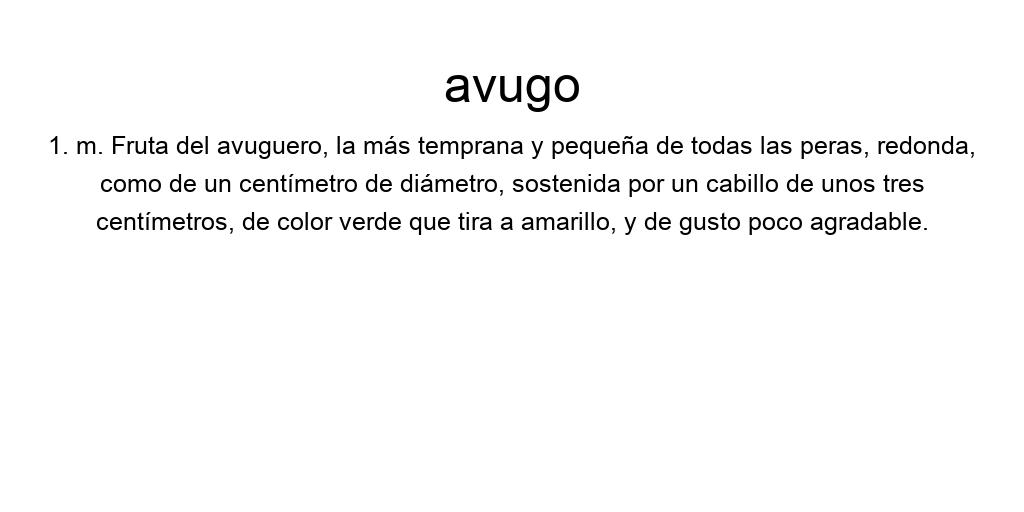 avugo
1. m. Fruta del avuguero, la más temprana y pequeña de todas las peras, redonda,
como de un centímetro de diámetro, sostenida por un cabillo de unos tres
centímetros, de color verde que tira a amarillo, y de gusto poco agradable.